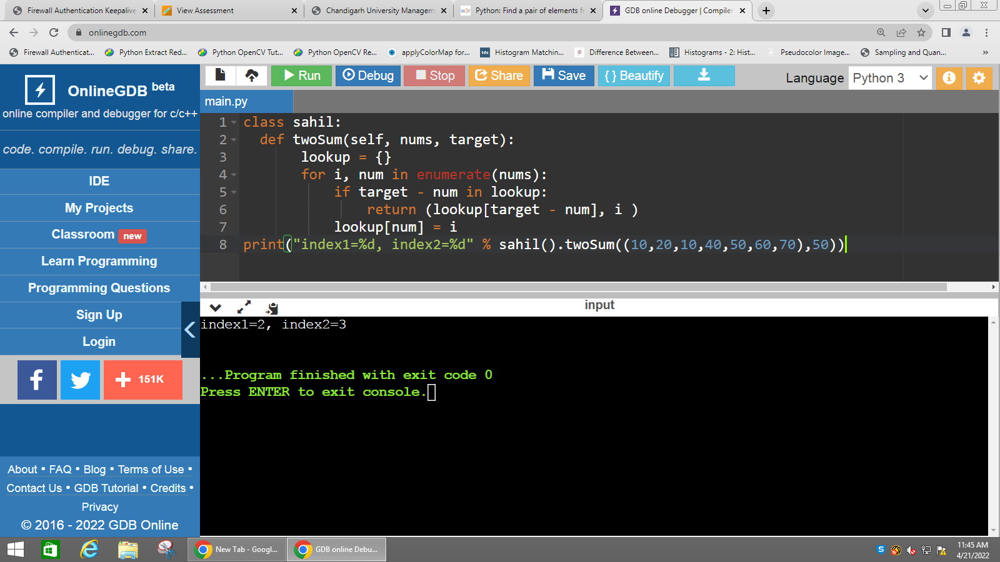 Firewall Authentication Keepalive
View Assessment
Chandigarh University Managem
w3r Python: Find a pair of elements f
GDB online Debugger | Compiler
onlinegdb.com
Firewall Authenticat...
Python Extract Red...
Python OpenCV Tut...
Python OpenCV Re...
applyColorMap for...
tds Histogram Matchin...
Difference Between...
Histograms - 2: Hist...
Pseudocolor Image...
Sampling and Quan...
»
OnlineGDB beta
online compiler and debugger for c/c++
code. compile. run. debug. share.
IDE
My Projects
Classroom new
Learn Programming
Programming Questions
Sign Up
Login
f
+ 151K
About • FAQ • Blog • Terms of Use •
Contact Us • GDB Tutorial • Credits •
Privacy
© 2016 - 2022 GDB Online
Run
Debug
Stop
Share
Save
{ } Beautify
Language Python 3
main.py
1 class sahil:
2 def twoSum(self, nums, target):
3 lookup = {}
4 for i, num in enumerate(nums):
5 if target - num in lookup:
6 return (lookup[target - num], i )
7 lookup[num] = i
8 print("index1=%d, index2=%d" % sahil().twoSum((10,20,10,40,50,60,70),50))
input
index1=2, index2=3
...Program finished with exit code 0
Press ENTER to exit console.
New Tab - Googl...
GDB online Debu...
S
11:45 AM
4/21/2022